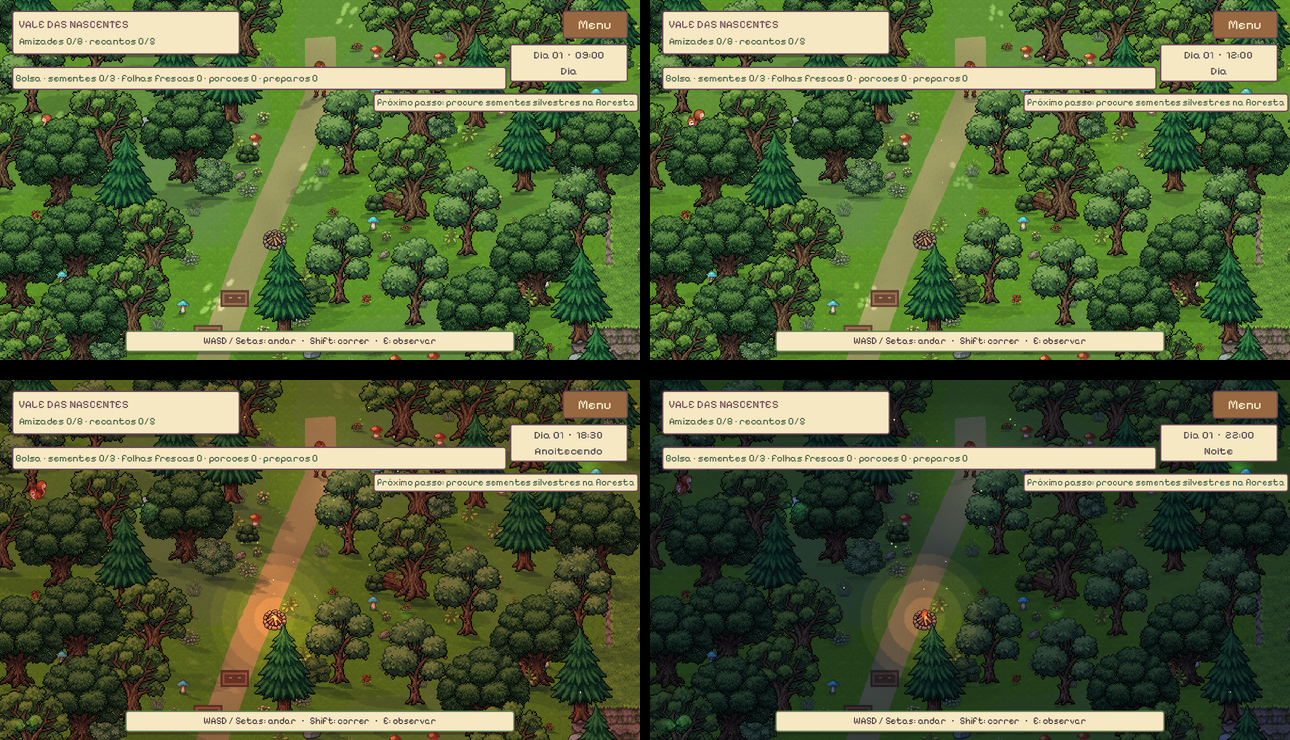 VALE DAS NASCENTES
Amizades 0/8 · recantos 0/5
Menu
Dia 01 · 09:00
Dia
Bolsa · sementes 0/3 · folhas frescas 0 · porcoes 0 · preparos 0
Próximo passo: procure sementes silvestres na floresta
WASD / Setas: andar · Shift: correr · E: observar
VALE DAS NASCENTES
Amizades 0/8 · recantos 0/5
Menu
Dia 01 · 12:00
Dia
Bolsa · sementes 0/3 · folhas frescas 0 · porcoes 0 · preparos 0
Próximo passo: procure sementes silvestres na floresta
WASD / Setas: andar · Shift: correr · E: observar
VALE DAS NASCENTES
Amizades 0/8 · recantos 0/5
Menu
Dia 01 · 18:30
Anoitecendo
Bolsa · sementes 0/3 · folhas frescas 0 · porcoes 0 · preparos 0
Próximo passo: procure sementes silvestres na floresta
WASD / Setas: andar · Shift: correr · E: observar
VALE DAS NASCENTES
Amizades 0/8 · recantos 0/5
Menu
Dia 01 · 22:00
Noite
Bolsa · sementes 0/3 · folhas frescas 0 · porcoes 0 · preparos 0
Próximo passo: procure sementes silvestres na floresta
WASD / Setas: andar · Shift: correr · E: observar